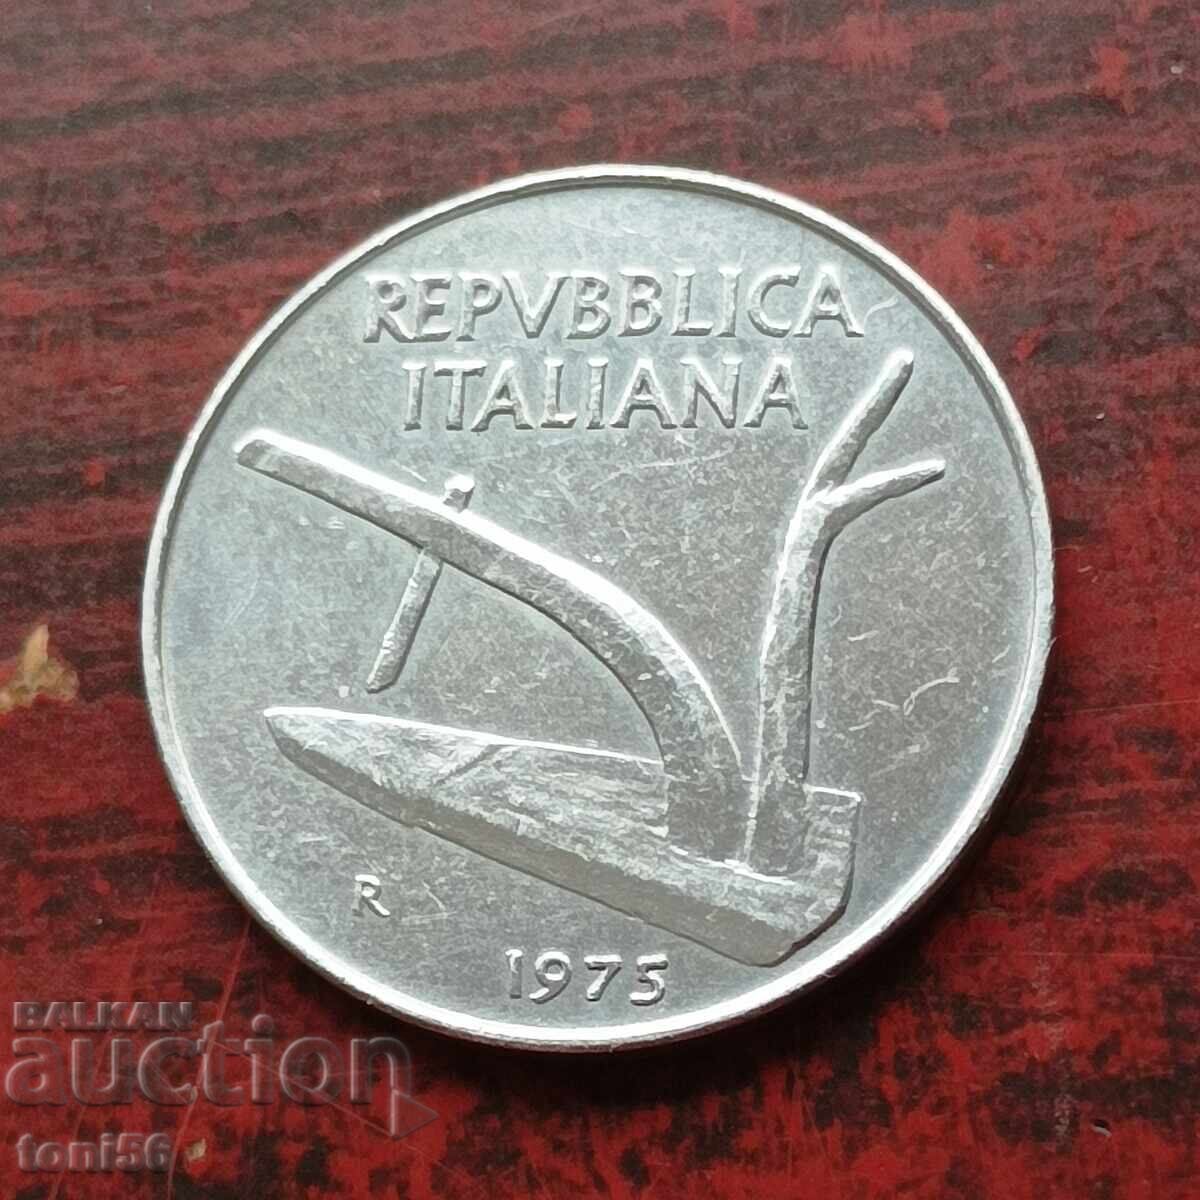 REPVBBLICA
ITALIANA
R
1975
BALKAN
auction
toni56